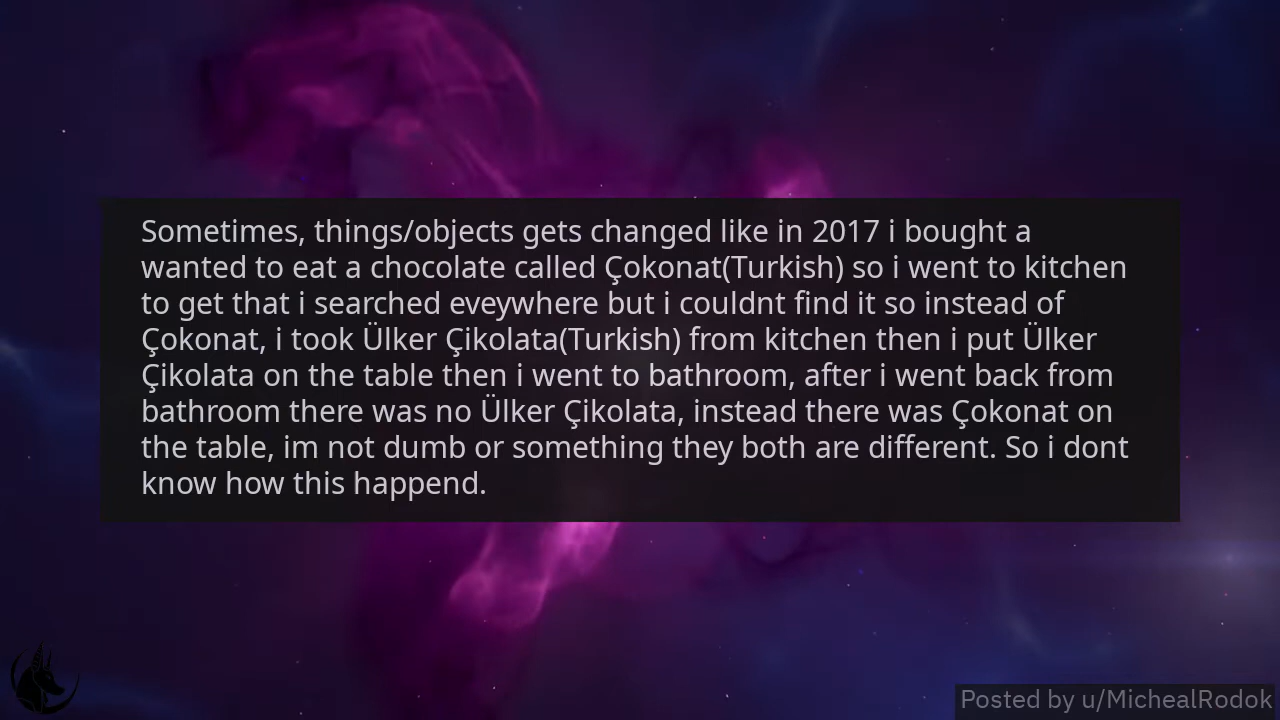 Sometimes, things/objects gets changed like in 2017 i bought a
wanted to eat a chocolate called Çokonat(Turkish) so i went to kitchen
to get that i searched eveywhere but i couldnt find it so instead of
Çokonat, i took Ülker Çikolata(Turkish) from kitchen then i put Ülker
Çikolata on the table then i went to bathroom, after i went back from
bathroom there was no Ülker Çikolata, instead there was Çokonat on
the table, im not dumb or something they both are different. So i dont
know how this happend.
Posted by u/MichealRodok